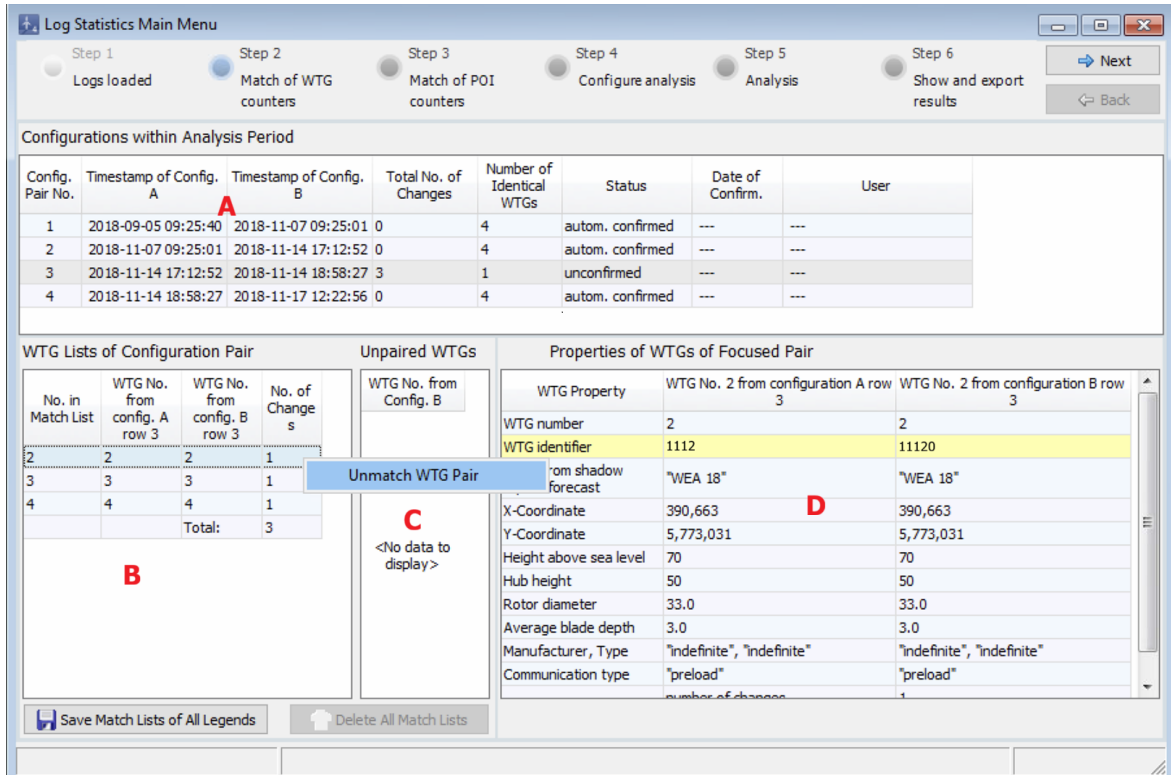 Log Statistics Main Menu
Step 1
Logs loaded
Step 2
Match of WTG
counters
Step 3
Match of POI
counters
Step 4
Configure analysis
Step 5
Analysis
Step 6
Show and export
results
Next
Back
Configurations within Analysis Period
Config.
Pair No.
Timestamp of Config.
A
Timestamp of Config.
B
Total No. of
Changes
Number of
Identical
WTGs
Status
Date of
Confirm.
User
A
1 2018-09-05 09:25:40 2018-11-07 09:25:01 0 4 autom. confirmed --- ---
2 2018-11-07 09:25:01 2018-11-14 17:12:52 0 4 autom. confirmed --- ---
3 2018-11-14 17:12:52 2018-11-14 18:58:27 3 1 unconfirmed --- ---
4 2018-11-14 18:58:27 2018-11-17 12:22:56 0 4 autom. confirmed --- ---
WTG Lists of Configuration Pair
No. in
Match List
WTG No.
from
config. A
row 3
WTG No.
from
config. B
row 3
No. of
Change
s
2 2 2 1
3 3 3 1
4 4 4 1
Total: 3
B
Unmatch WTG Pair
Unpaired WTGs
WTG No. from
Config. B
C
<No data to
display>
Properties of WTGs of Focused Pair
WTG Property
WTG No. 2 from configuration A row
3
WTG No. 2 from configuration B row
3
WTG number 2 2
WTG identifier 1112 11120
rom shadow
forecast
"WEA 18" "WEA 18"
D
X-Coordinate 390,663 390,663
Y-Coordinate 5,773,031 5,773,031
Height above sea level 70 70
Hub height 50 50
Rotor diameter 33.0 33.0
Average blade depth 3.0 3.0
Manufacturer, Type "indefinite", "indefinite" "indefinite", "indefinite"
Communication type "preload" "preload"
number of changes 1
Save Match Lists of All Legends
Delete All Match Lists